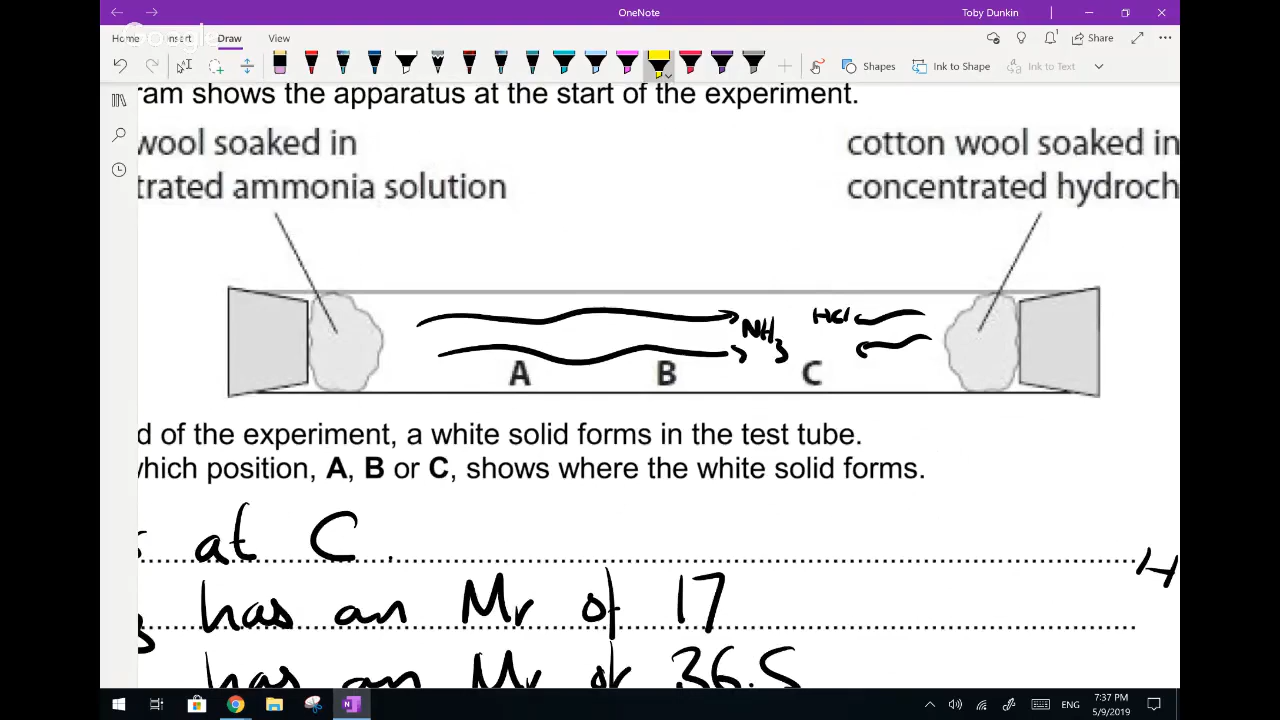 OneNote
Toby Dunkin
Google
Home Insert Draw View
Share
Shapes
Ink to Shape
Ink to Text
ram shows the apparatus at the start of the experiment.
wool soaked in
trated ammonia solution
cotton wool soaked in
concentrated hydroch
HCl
NH3
A B C
d of the experiment, a white solid forms in the test tube.
which position, A, B or C, shows where the white solid forms.
at C.
H
has an Mr of 17
has an Mr of 36.5
ENG
7:37 PM
5/9/2019